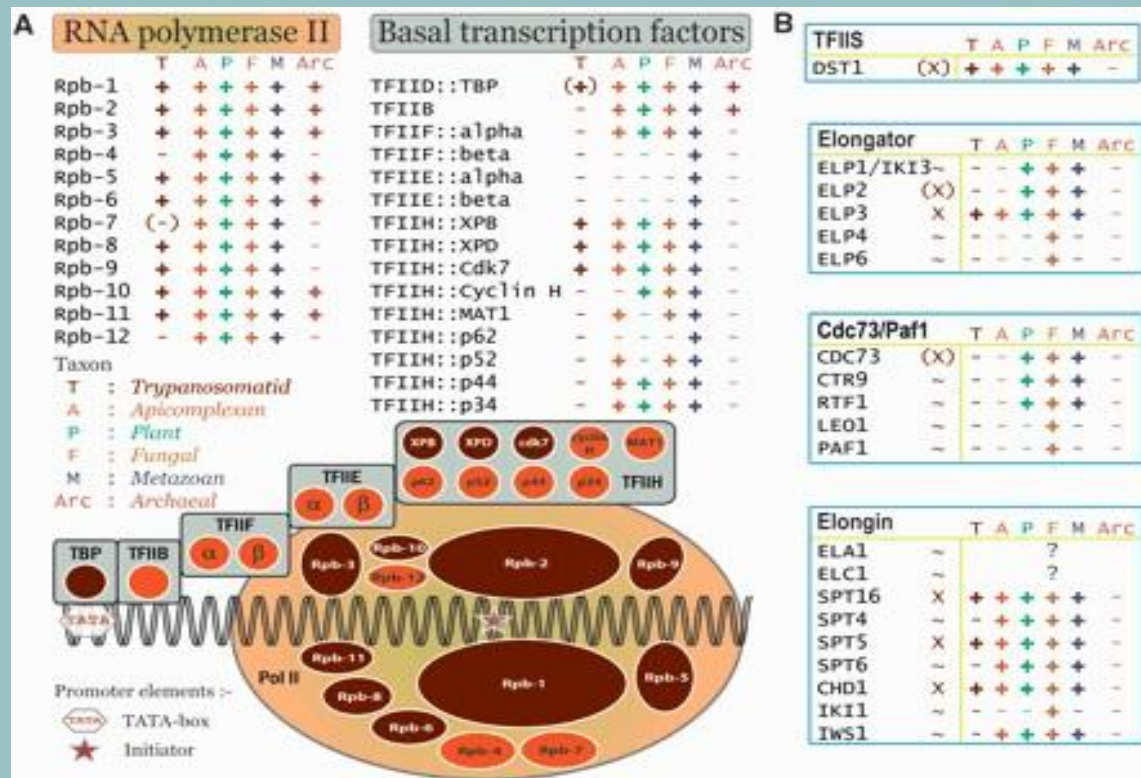 A
RNA polymerase II
T A P F M Arc
Rpb-1 + + + + + +
Rpb-2 + + + + + +
Rpb-3 + + + + + +
Rpb-4 - + + + + -
Rpb-5 + + + + + +
Rpb-6 + + + + + +
Rpb-7 (-) + + + + -
Rpb-8 + + + + + -
Rpb-9 + + + + + -
Rpb-10 + + + + + +
Rpb-11 + + + + + +
Rpb-12 - + + + + -
Taxon
T : Trypanosomatid
A : Apicomplexan
P : Plant
F : Fungal
M : Metazoan
Arc : Archaeal
Basal transcription factors
T A P F M Arc
TFIID::TBP (+) + + + + +
TFIIB - + + + + +
TFIIF::alpha - + + + + -
TFIIF::beta - - - - + -
TFIIE::alpha - - - - + -
TFIIE::beta - - - - + -
TFIIH::XPB + + + + + -
TFIIH::XPD + + + + + -
TFIIH::Cdk7 + + + + + -
TFIIH::Cyclin H - - + + + -
TFIIH::MAT1 - + - + + -
TFIIH::p62 - - - - + -
TFIIH::p52 - + - + + -
TFIIH::p44 - + + + + -
TFIIH::p34 - + + + + -
XPB XPD cdk7 cyclin H MAT1
p62 p52 p44 p34 TFIIH
TFIIE
α β
TFIIF
α β
TBP
TFIIB
TATA
Rpb-3
Rpb-10
Rpb-12
Rpb-2
Rpb-9
Pol II
Rpb-11
Rpb-8
Rpb-6
Rpb-1
Rpb-5
Rpb-4
Rpb-7
Promoter elements :-
TATA TATA-box
Initiator
B
TFIIS
T A P F M Arc
DST1 (X) + + + + + -
Elongator
T A P F M Arc
ELP1/IKI3~ - - + + + -
ELP2 (X) - - + + + -
ELP3 X + + + + + -
ELP4 ~ - - - + - -
ELP6 ~ - - - + - -
Cdc73/Paf1
T A P F M Arc
CDC73 (X) - - + + + -
CTR9 ~ - - + + + -
RTF1 ~ - - + + + -
LEO1 ~ - - - + - -
PAF1 ~ - - - + - -
Elongin
T A P F M Arc
ELA1 ~ ?
ELC1 ~ ?
SPT16 X + + + + + -
SPT4 ~ - + + + + -
SPT5 X + + + + + -
SPT6 ~ - + + + + -
CHD1 X + + + + + -
IKI1 ~ - - - + - -
IWS1 ~ - + + + + -